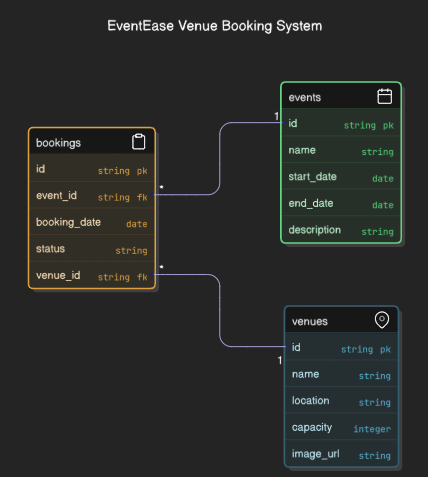 EventEase Venue Booking System
bookings
id string pk
event_id string fk
booking_date date
status string
venue_id string fk
*
*
1
events
id string pk
name string
start_date date
end_date date
description string
1
venues
id string pk
name string
location string
capacity integer
image_url string